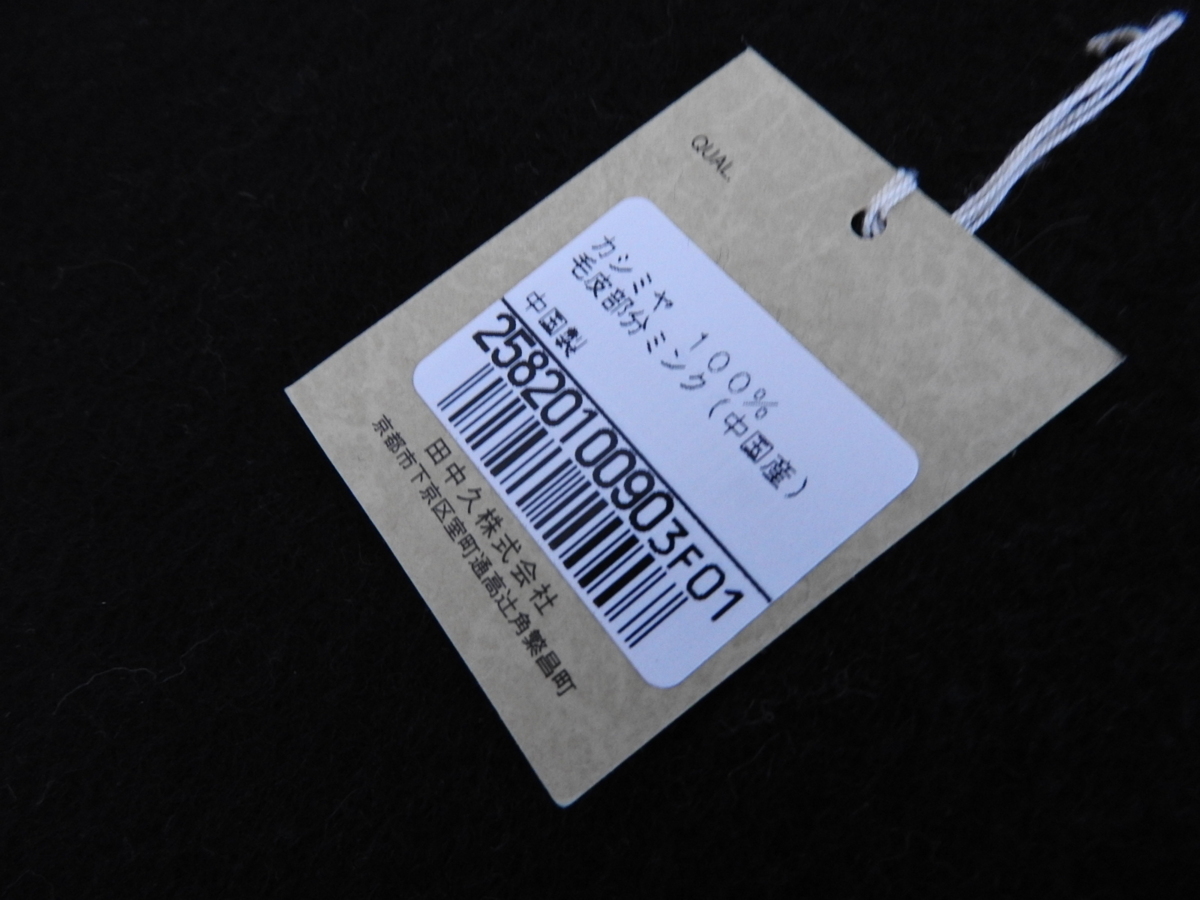 QUAL.
カシミヤ　１００％
毛皮部分ミンク（中国産）
中国製
25820100903F01
田中久株式会社
京都市下京区室町通高辻角繁昌町